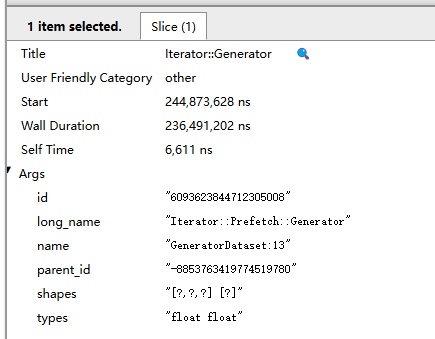 1 item selected. Slice (1)
Title Iterator::Generator
User Friendly Category other
Start 244,873,628 ns
Wall Duration 236,491,202 ns
Self Time 6,611 ns
Args
id "6093623844712305008"
long_name "Iterator::Prefetch::Generator"
name "GeneratorDataset:13"
parent_id "-8853763419774519780"
shapes "[?,?,?] [?]"
types "float float"